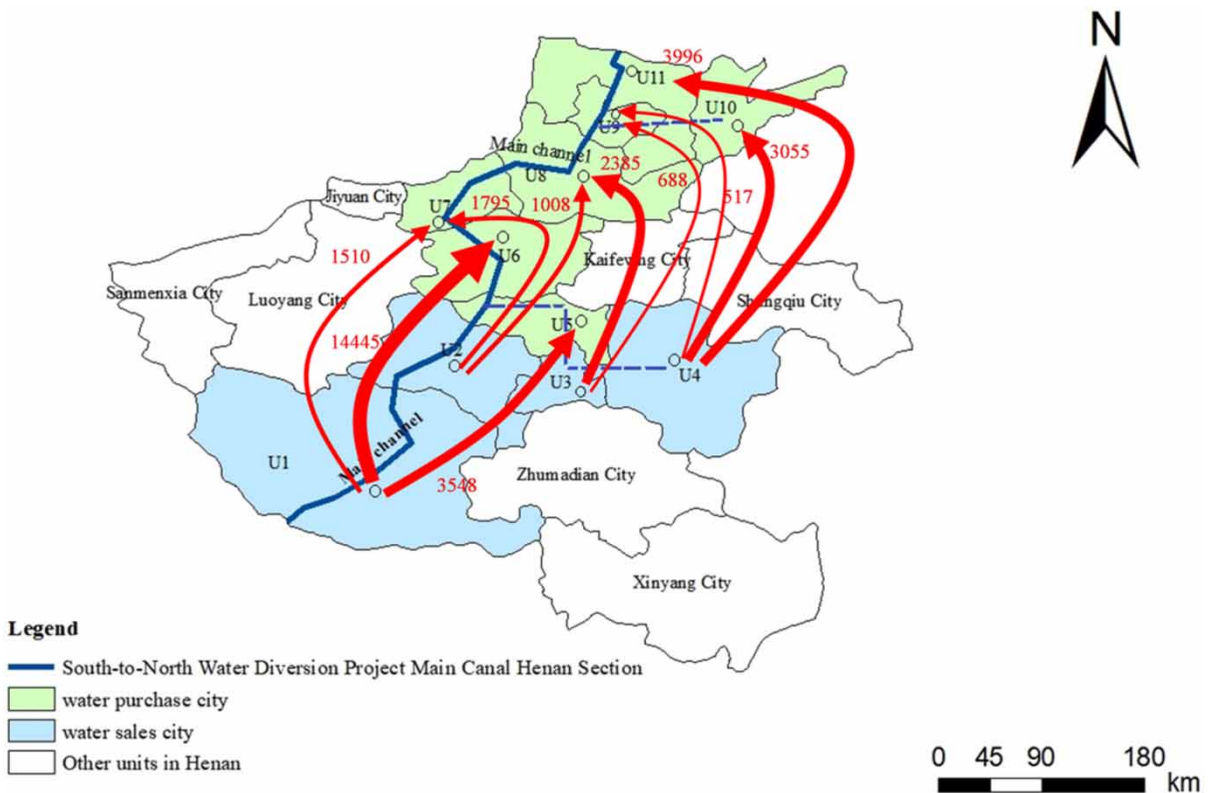 N
3996
U11
U10
U9
Main channel
2385
3055
U8
688
517
Jiyuan City
1795
1008
U7
1510
U6
Kaifeng City
Sanmenxia City
Luoyang City
Shangqiu City
U5
14445
U2
U4
U3
Main channel
U1
3548
Zhumadian City
Xinyang City
Legend
South-to-North Water Diversion Project Main Canal Henan Section
water purchase city
water sales city
Other units in Henan
0 45 90 180
km